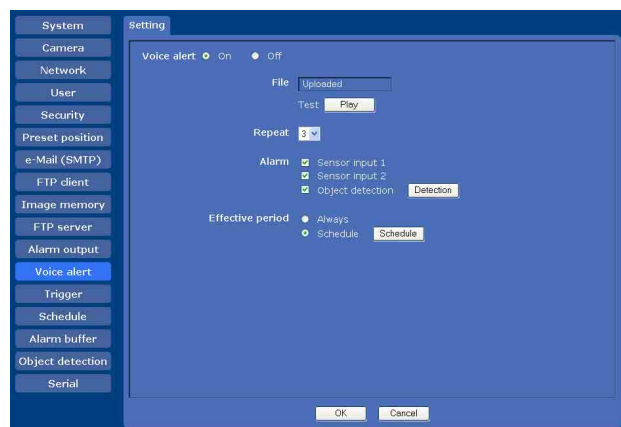 System
Camera
Network
User
Security
Preset position
e-Mail (SMTP)
FTP client
Image memory
FTP server
Alarm output
Voice alert
Trigger
Schedule
Alarm buffer
Object detection
Serial
Setting
Voice alert On Off
File Uploaded
Test Play
Repeat 3
Alarm Sensor input 1
Sensor input 2
Object detection Detection
Effective period Always
Schedule Schedule
OK Cancel